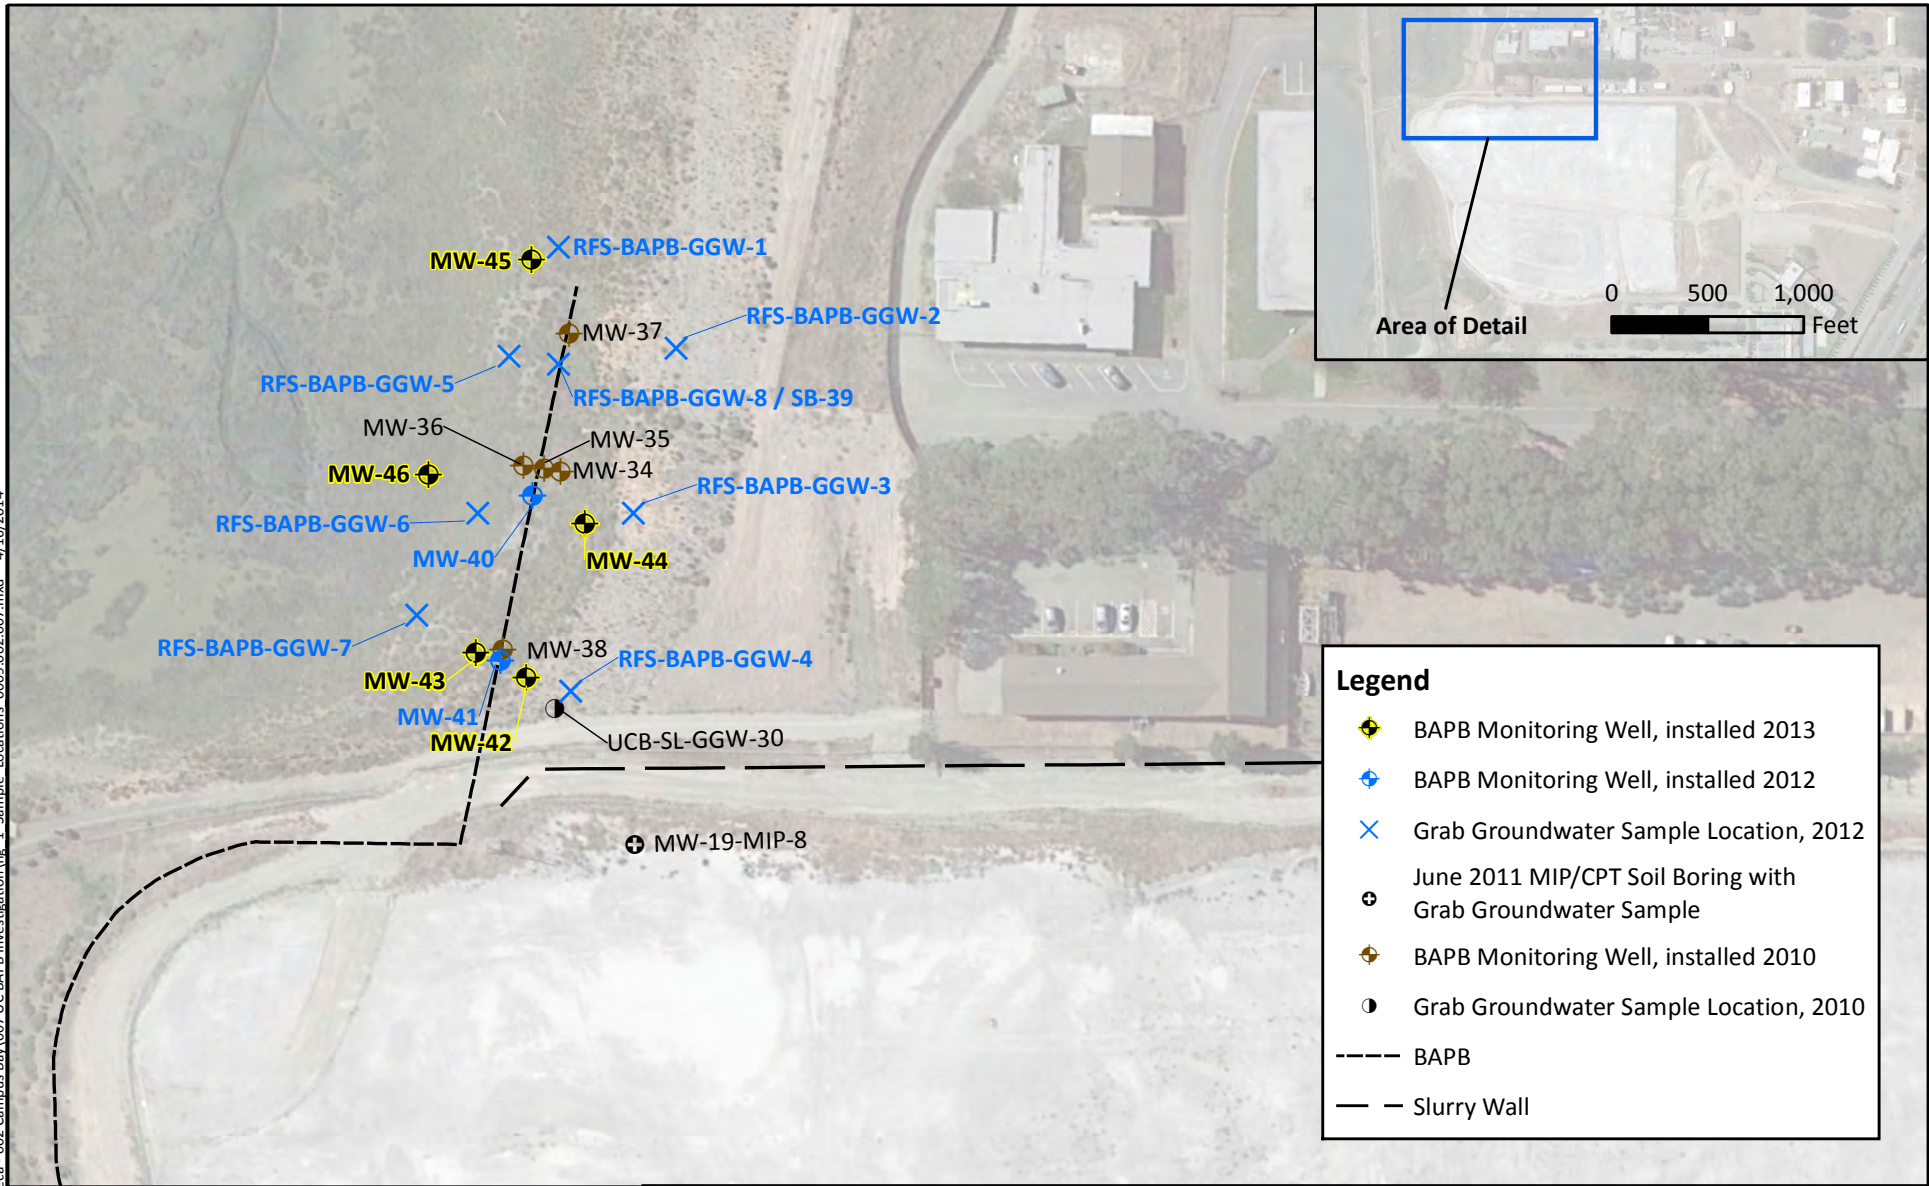 MW-45
RFS-BAPB-GGW-1
MW-37
RFS-BAPB-GGW-2
RFS-BAPB-GGW-5
RFS-BAPB-GGW-8 / SB-39
MW-36
MW-35
MW-46
MW-34
RFS-BAPB-GGW-3
RFS-BAPB-GGW-6
MW-40
MW-44
RFS-BAPB-GGW-7
MW-38
RFS-BAPB-GGW-4
MW-43
MW-41
MW-42
UCB-SL-GGW-30
MW-19-MIP-8
0 500 1,000
Feet
Area of Detail
Legend
BAPB Monitoring Well, installed 2013
BAPB Monitoring Well, installed 2012
Grab Groundwater Sample Location, 2012
June 2011 MIP/CPT Soil Boring with
Grab Groundwater Sample
BAPB Monitoring Well, installed 2010
Grab Groundwater Sample Location, 2010
BAPB
Slurry Wall